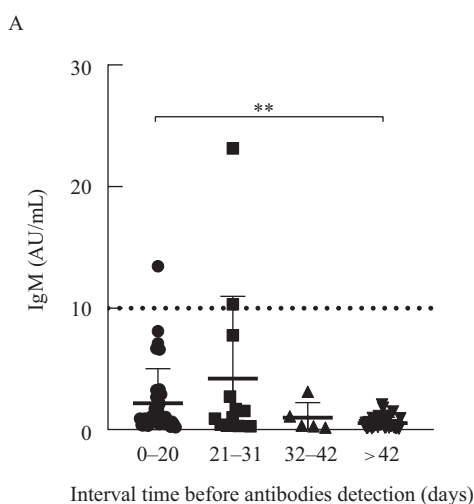 A
30
**
20
IgM (AU/mL)
10
0
0–20 21–31 32–42 >42
Interval time before antibodies detection (days)